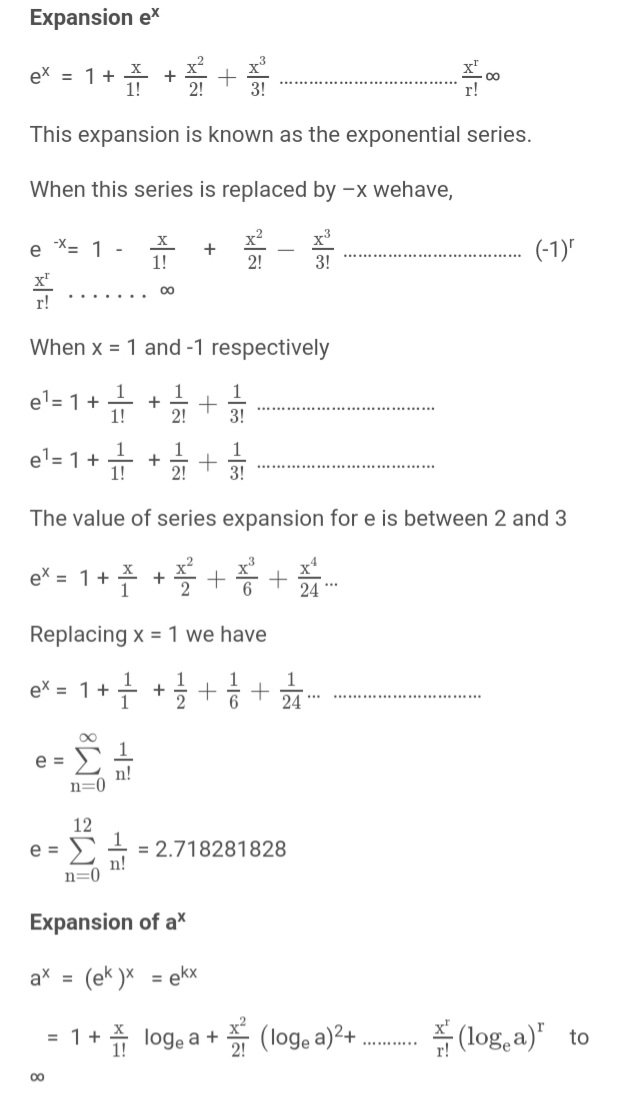 Expansion eˣ
eˣ = 1 + x/1! + x²/2! + x³/3! .................................... xʳ/r! ∞
This expansion is known as the exponential series.
When this series is replaced by −x wehave,
e ⁻ˣ= 1 - x/1! + x²/2! − x³/3! .................................... (-1)ʳ
xʳ/r! ....... ∞
When x = 1 and -1 respectively
e¹= 1 + 1/1! + 1/2! + 1/3! ....................................
e¹= 1 + 1/1! + 1/2! + 1/3! ....................................
The value of series expansion for e is between 2 and 3
eˣ = 1 + x/1 + x²/2 + x³/6 + x⁴/24 ...
Replacing x = 1 we have
eˣ = 1 + 1/1 + 1/2 + 1/6 + 1/24 ... ..............................
e = ∑_{n=0}^{∞} 1/n!
e = ∑_{n=0}^{12} 1/n! = 2.718281828
Expansion of aˣ
aˣ = (eᵏ )ˣ = eᵏˣ
= 1 + x/1! logₑ a + x²/2! (logₑ a)²+ ........... xʳ/r! (logₑ a)ʳ to
∞